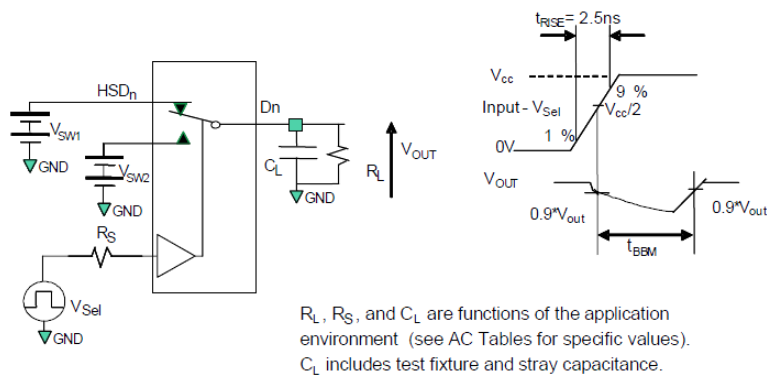 tRISE= 2.5ns
HSDn
Dn
VSW1
GND
VSW2
GND
CL
RL
VOUT
GND
RS
VSel
GND
Vcc
Input - VSel
9 %
Vcc/2
1 %
0V
VOUT
0.9*Vout
0.9*Vout
tBBM
RL, RS, and CL are functions of the application
environment (see AC Tables for specific values).
CL includes test fixture and stray capacitance.